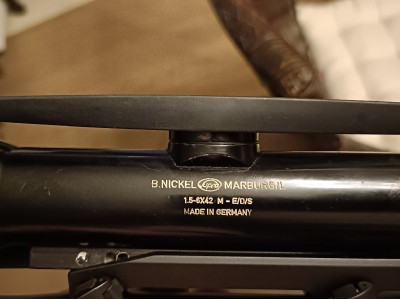 B.NICKEL MARBURG/L
1.5-6X42 M - E/D/S
MADE IN GERMANY